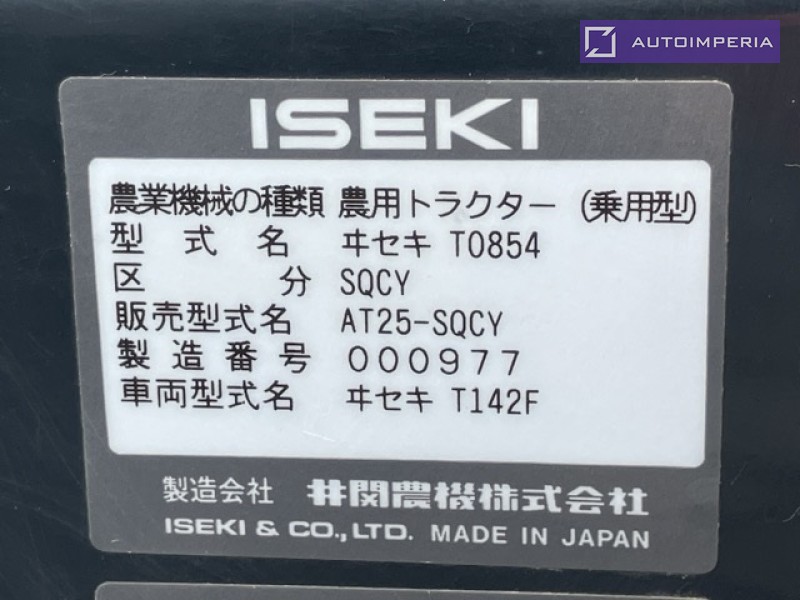 AUTOIMPERIA
ISEKI
農業機械の種類 農用トラクター (乗用型)
型式名 ヰセキ T0854
区分 SQCY
販売型式名 AT25-SQCY
製造番号 000977
車両型式名 ヰセキ T142F
製造会社 井関農機株式会社
ISEKI & CO.,LTD. MADE IN JAPAN